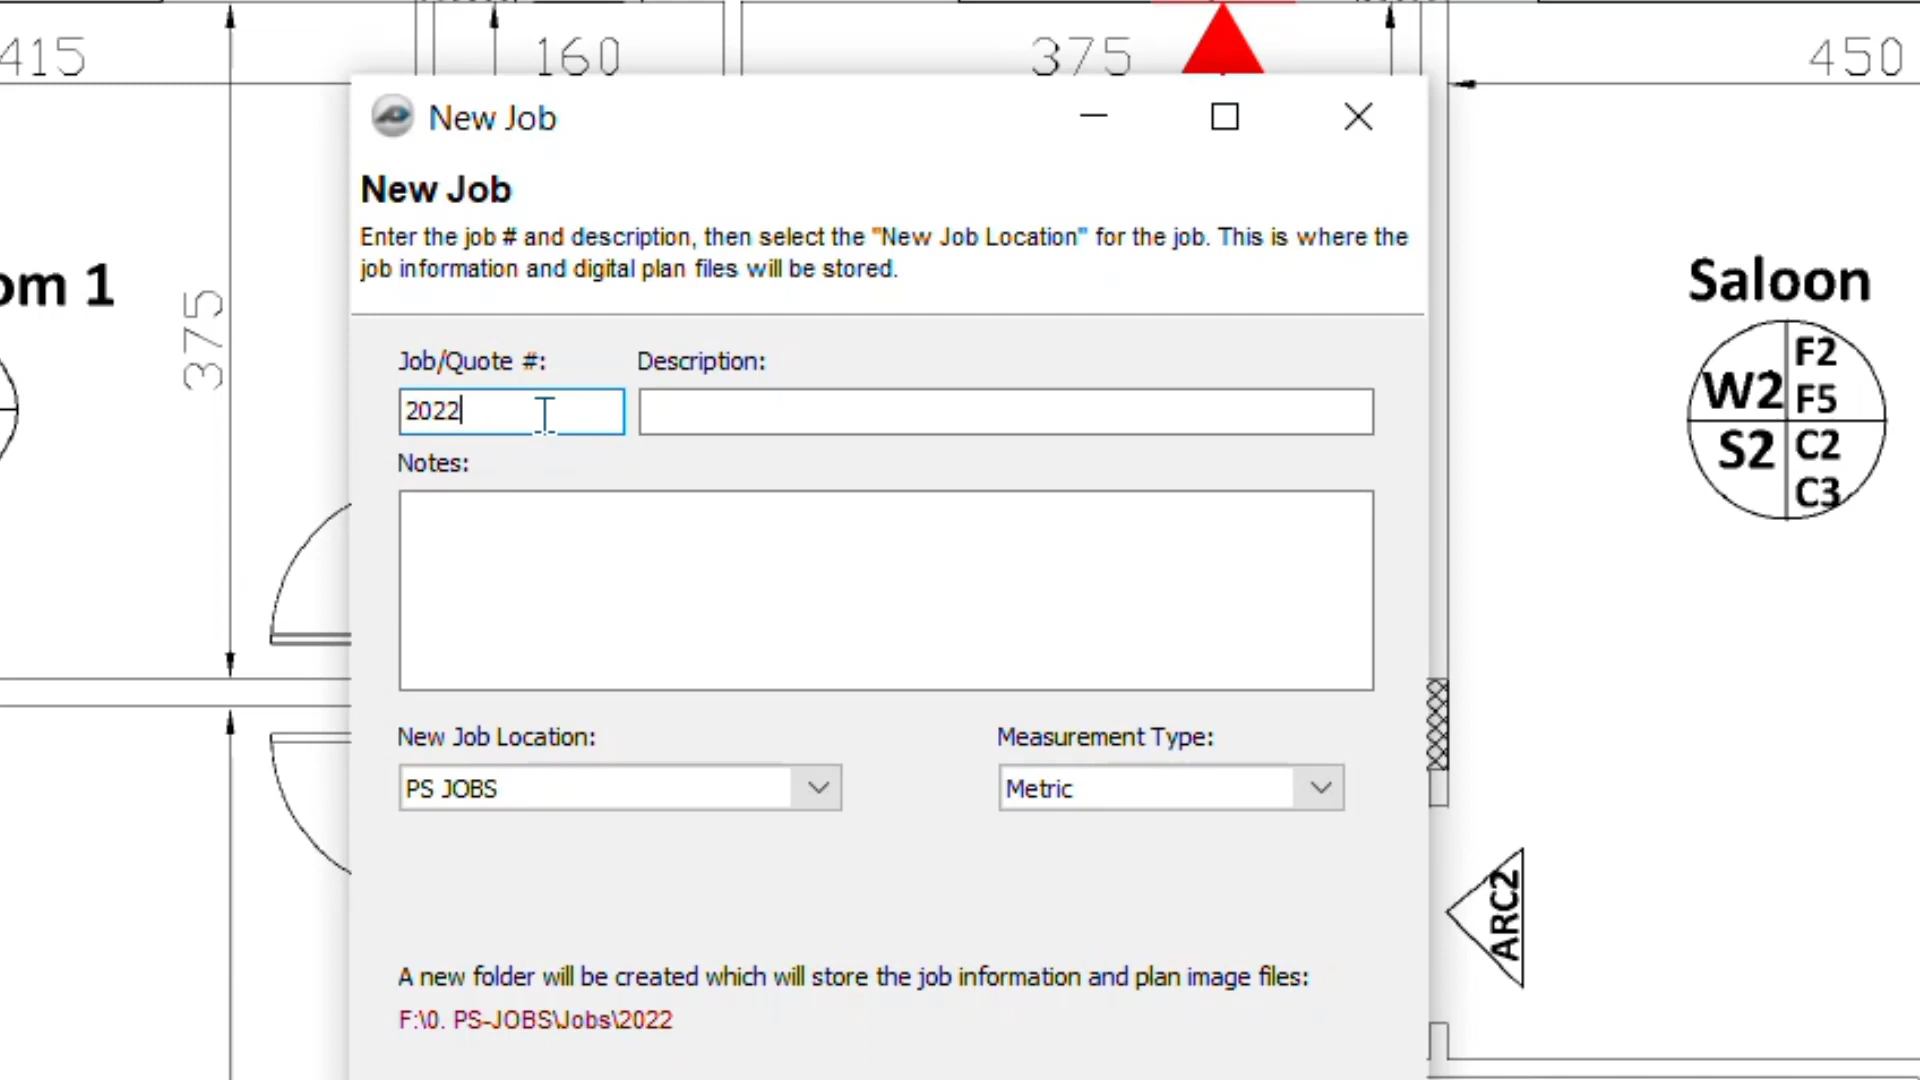 415
160
375
450
New Job
New Job
Enter the job # and description, then select the "New Job Location" for the job. This is where the
job information and digital plan files will be stored.
om 1
375
Saloon
W2
F2
F5
S2
C2
C3
Job/Quote #:
Description:
2022
Notes:
New Job Location:
Measurement Type:
PS JOBS
Metric
ARC2
A new folder will be created which will store the job information and plan image files:
F:\0. PS-JOBS\Jobs\2022